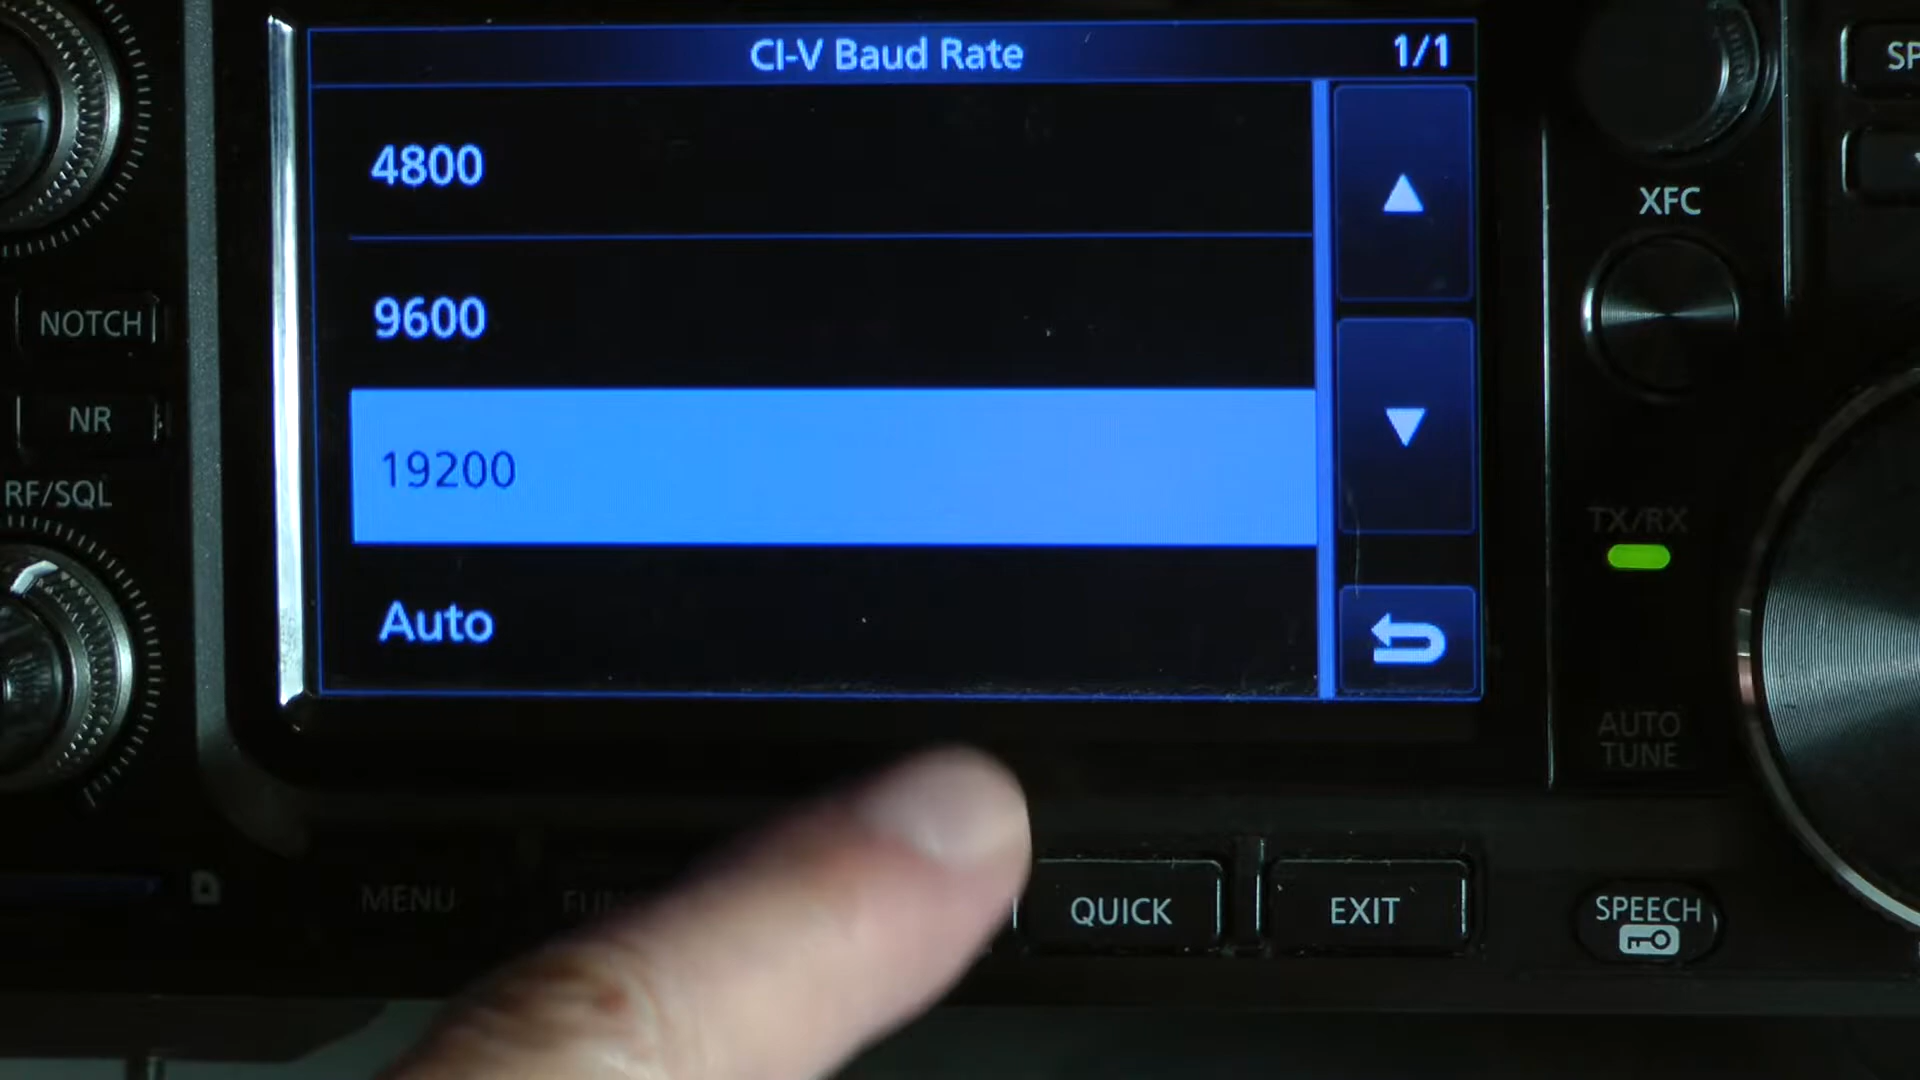 CI-V Baud Rate
1/1
4800
9600
19200
Auto
NOTCH
NR
RF/SQL
XFC
TX/RX
AUTO
TUNE
MENU
QUICK
EXIT
SPEECH